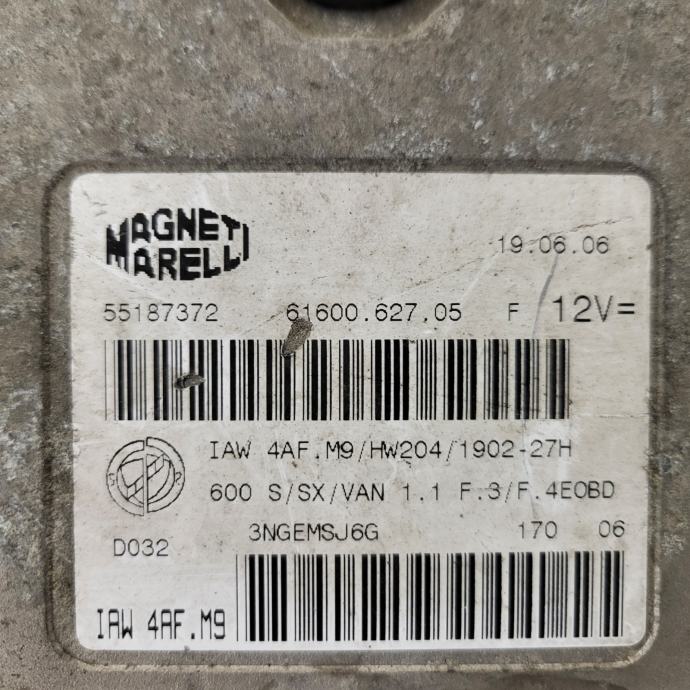 MAGNETI
MARELLI
19.06.06
55187372 61600.627.05 F 12V=
IAW 4AF.M9/HW204/1902-27H
600 S/SX/VAN 1.1 F.3/F.4EOBD
D032 3NGEMSJ6G 170 06
IAW 4AF.M9